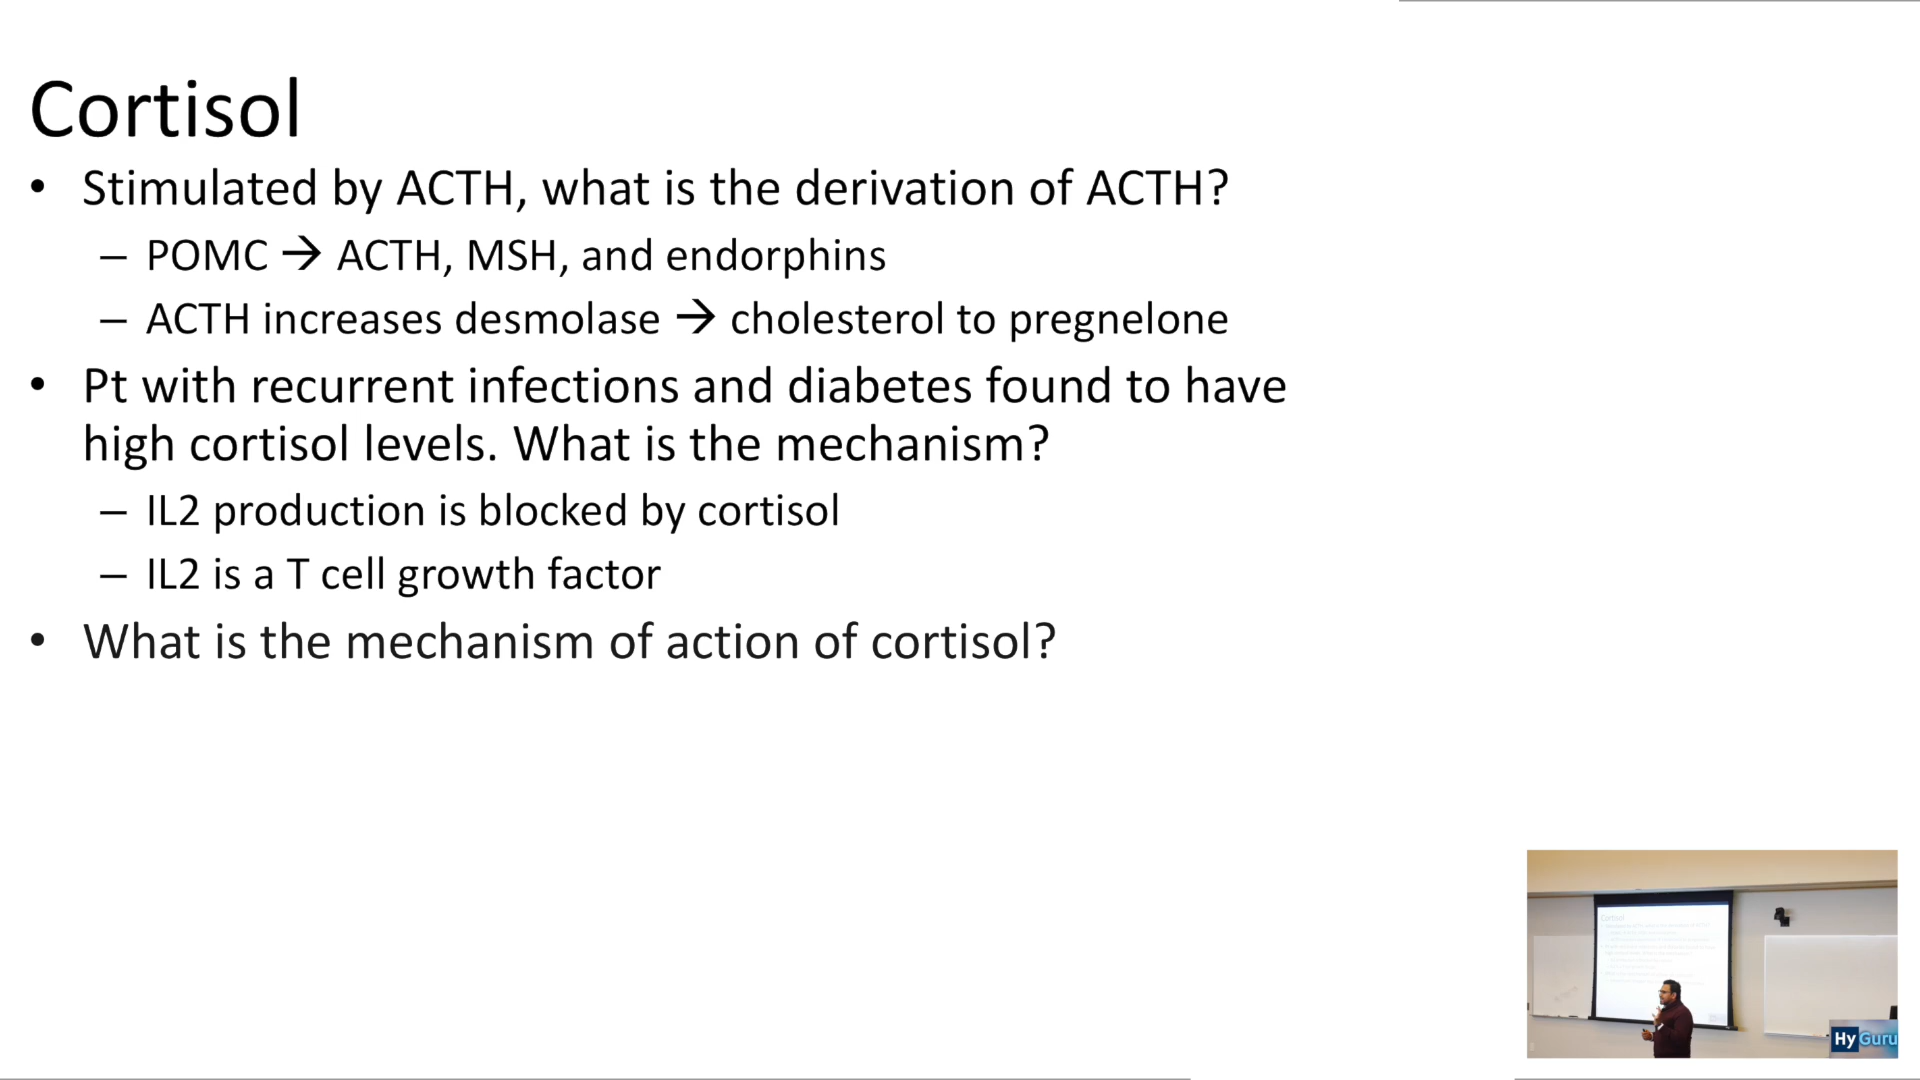 Cortisol
• Stimulated by ACTH, what is the derivation of ACTH?
– POMC → ACTH, MSH, and endorphins
– ACTH increases desmolase → cholesterol to pregnelone
• Pt with recurrent infections and diabetes found to have
high cortisol levels. What is the mechanism?
– IL2 production is blocked by cortisol
– IL2 is a T cell growth factor
• What is the mechanism of action of cortisol?
Cortisol
HyGuru